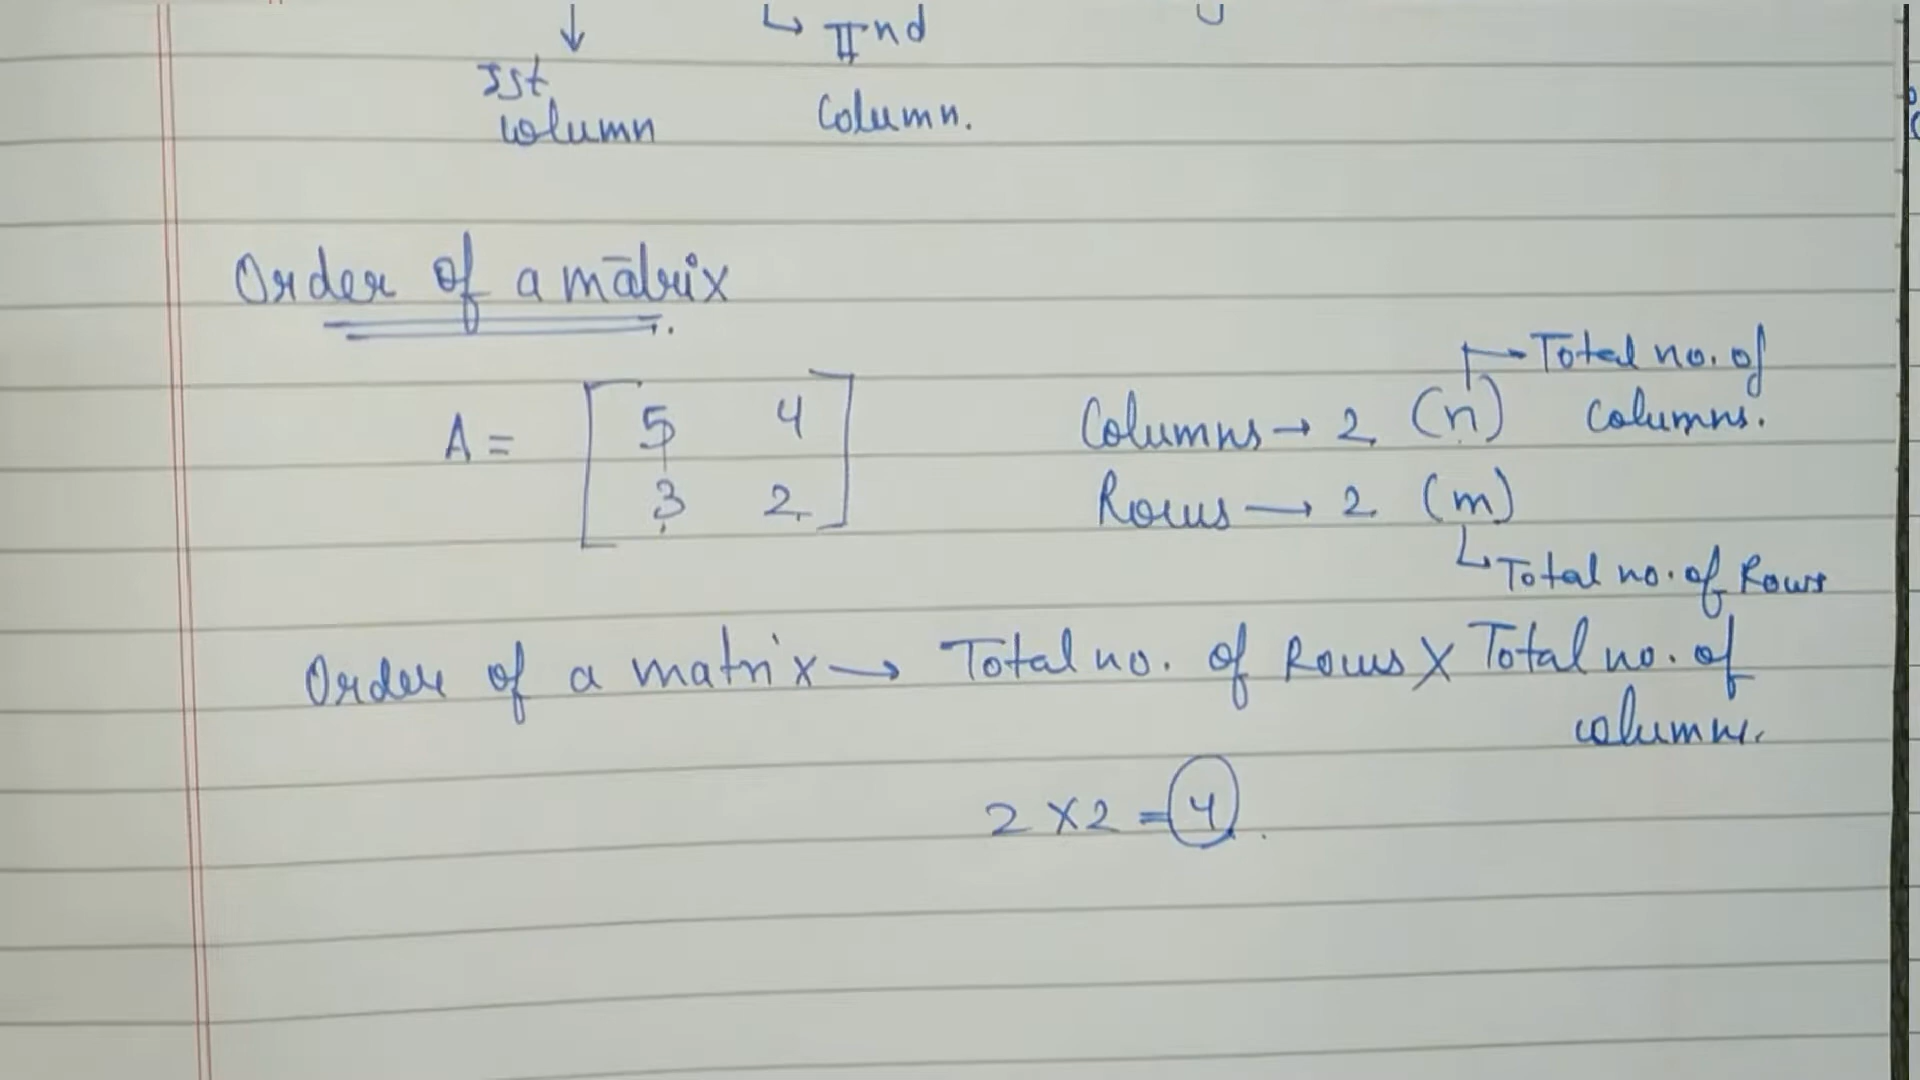 ↓ ↳ IInd
Ist
column Column.
Order of a matrix
Total no. of
A = [ 5 4 Columns → 2 (n) columns.
3 2 ] Rows → 2 (m)
↳ Total no. of Rows
Order of a matrix → Total no. of Rows X Total no. of
columns.
2 X 2 = 4.